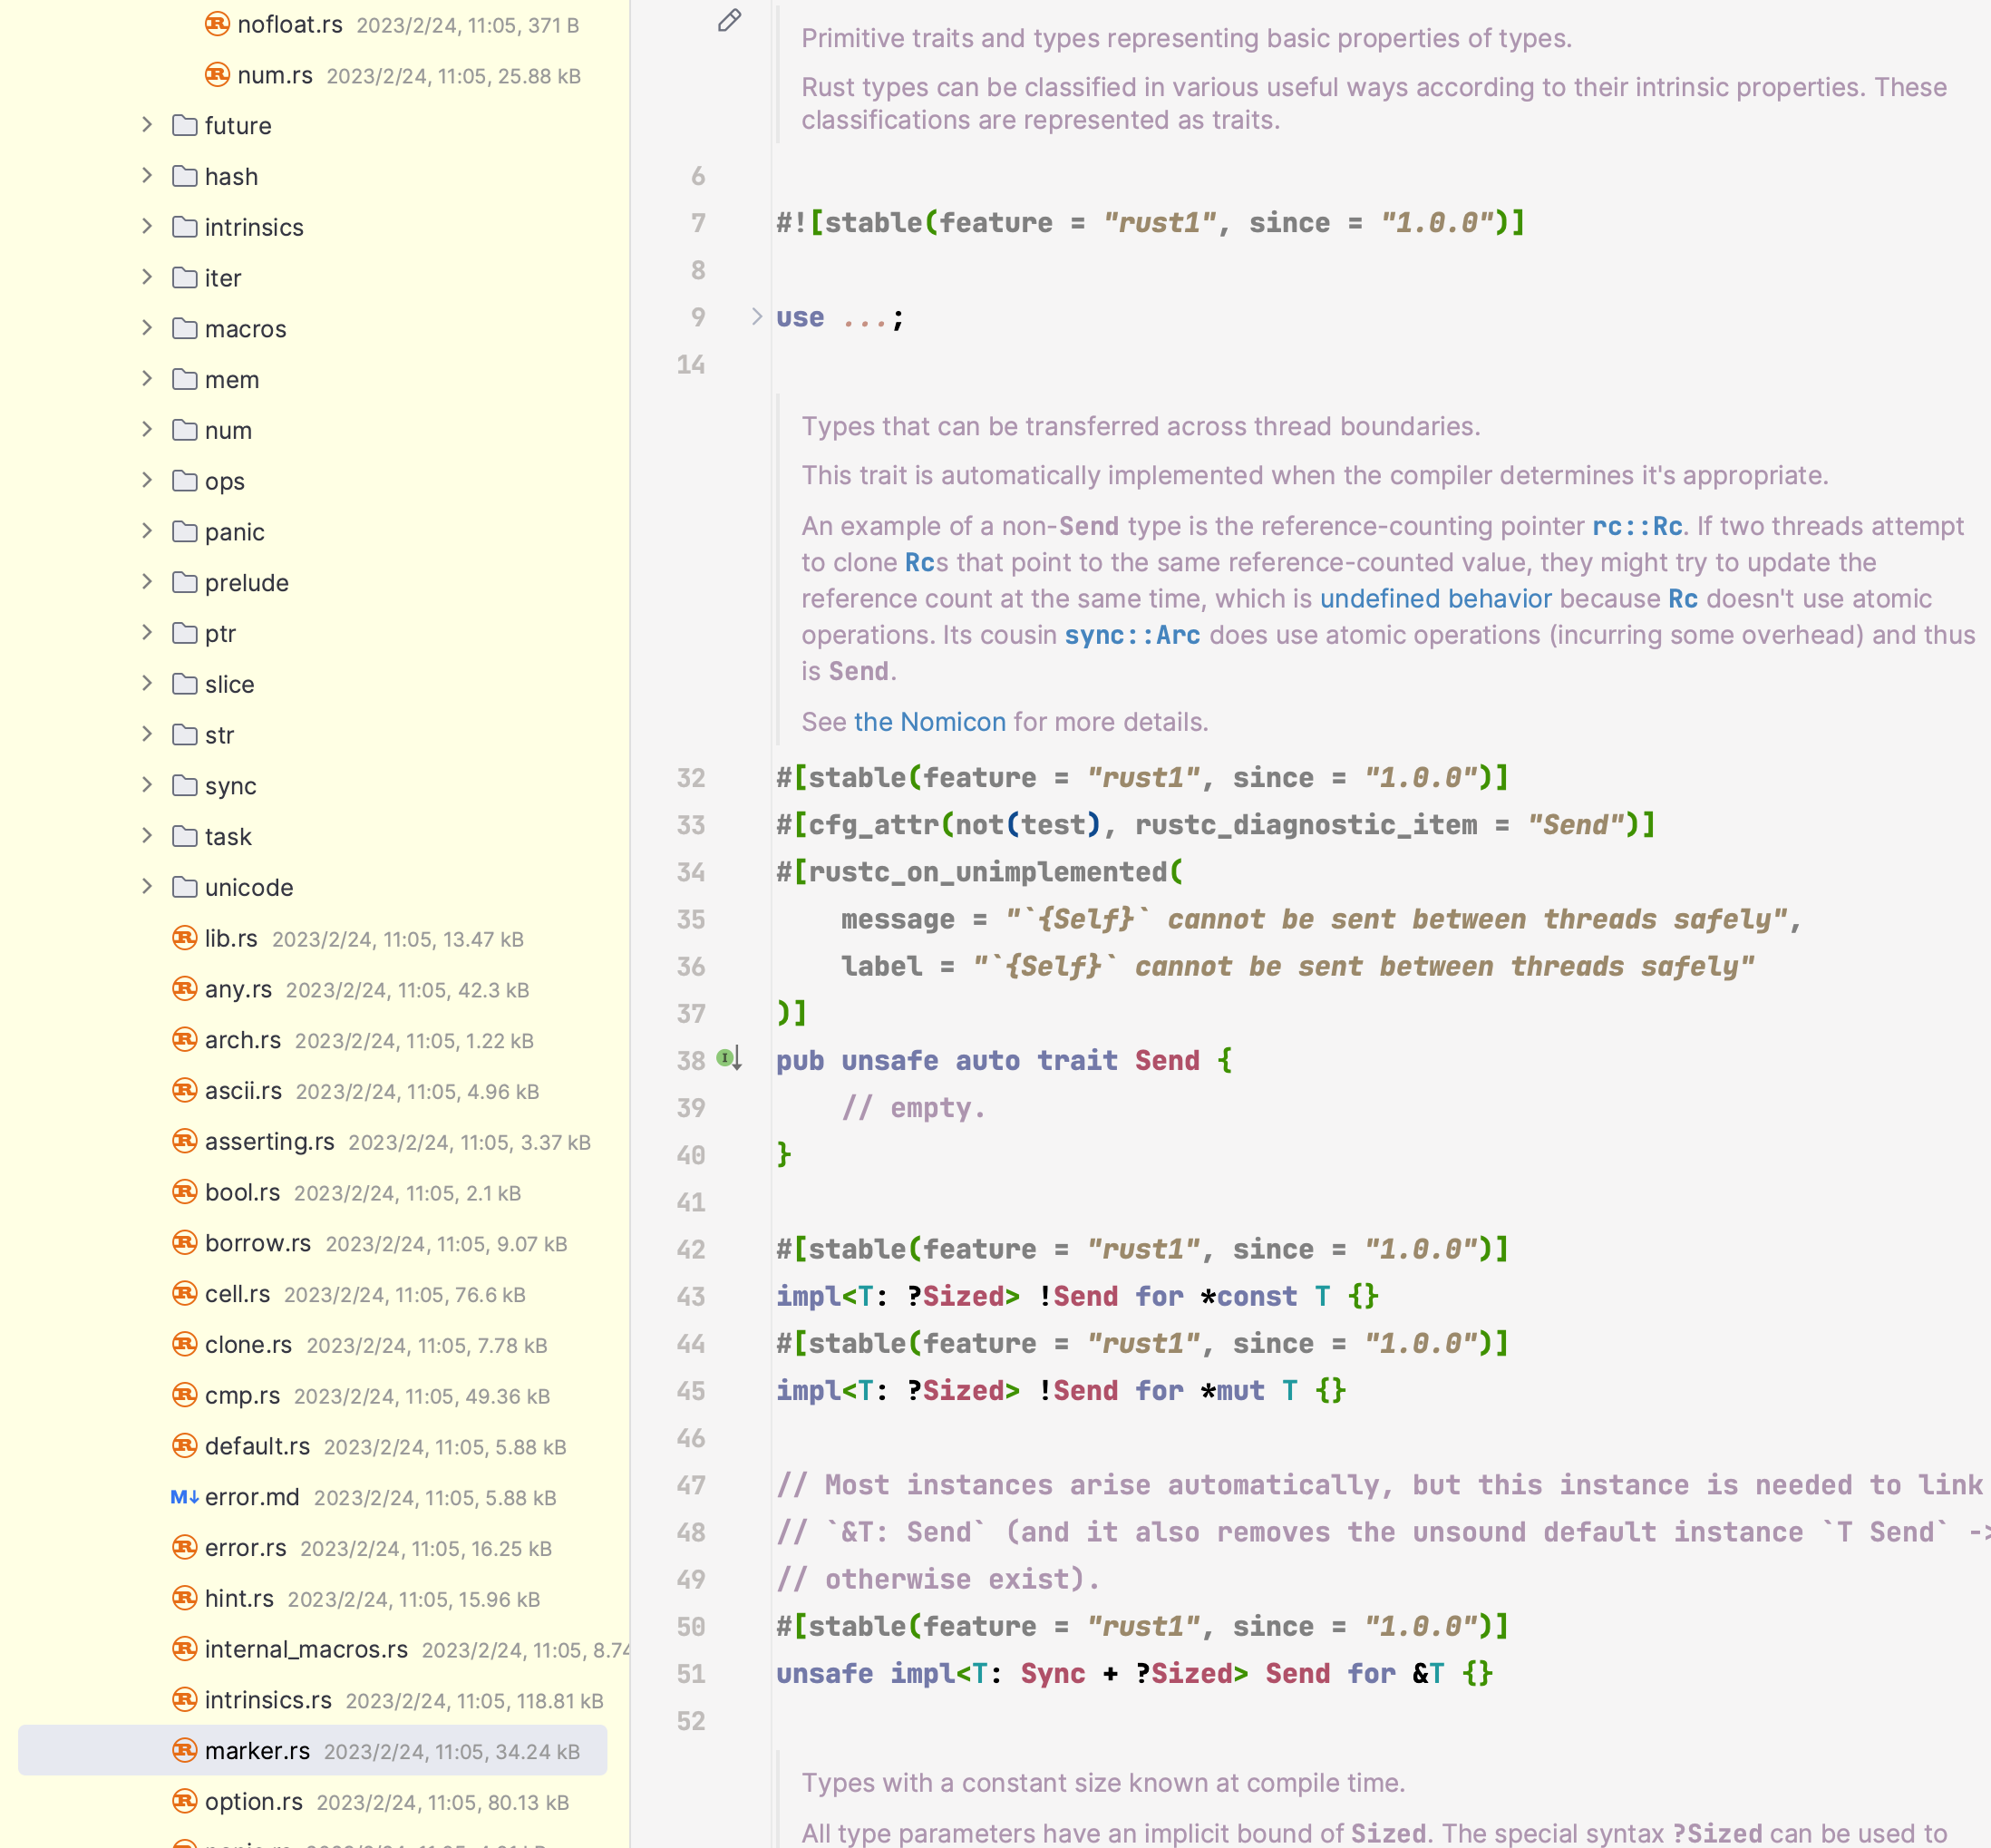 nofloat.rs 2023/2/24, 11:05, 371 B
num.rs 2023/2/24, 11:05, 25.88 kB
future
hash
intrinsics
iter
macros
mem
num
ops
panic
prelude
ptr
slice
str
sync
task
unicode
lib.rs 2023/2/24, 11:05, 13.47 kB
any.rs 2023/2/24, 11:05, 42.3 kB
arch.rs 2023/2/24, 11:05, 1.22 kB
ascii.rs 2023/2/24, 11:05, 4.96 kB
asserting.rs 2023/2/24, 11:05, 3.37 kB
bool.rs 2023/2/24, 11:05, 2.1 kB
borrow.rs 2023/2/24, 11:05, 9.07 kB
cell.rs 2023/2/24, 11:05, 76.6 kB
clone.rs 2023/2/24, 11:05, 7.78 kB
cmp.rs 2023/2/24, 11:05, 49.36 kB
default.rs 2023/2/24, 11:05, 5.88 kB
M↓ error.md 2023/2/24, 11:05, 5.88 kB
error.rs 2023/2/24, 11:05, 16.25 kB
hint.rs 2023/2/24, 11:05, 15.96 kB
internal_macros.rs 2023/2/24, 11:05, 8.74
intrinsics.rs 2023/2/24, 11:05, 118.81 kB
marker.rs 2023/2/24, 11:05, 34.24 kB
option.rs 2023/2/24, 11:05, 80.13 kB
Primitive traits and types representing basic properties of types.
Rust types can be classified in various useful ways according to their intrinsic properties. These
classifications are represented as traits.
6
7 #![stable(feature = "rust1", since = "1.0.0")]
8
9 use ...;
14
Types that can be transferred across thread boundaries.
This trait is automatically implemented when the compiler determines it's appropriate.
An example of a non-Send type is the reference-counting pointer rc::Rc. If two threads attempt
to clone Rcs that point to the same reference-counted value, they might try to update the
reference count at the same time, which is undefined behavior because Rc doesn't use atomic
operations. Its cousin sync::Arc does use atomic operations (incurring some overhead) and thus
is Send.
See the Nomicon for more details.
32 #[stable(feature = "rust1", since = "1.0.0")]
33 #[cfg_attr(not(test), rustc_diagnostic_item = "Send")]
34 #[rustc_on_unimplemented(
35 message = "`{Self}` cannot be sent between threads safely",
36 label = "`{Self}` cannot be sent between threads safely"
37 )]
38 pub unsafe auto trait Send {
39 // empty.
40 }
41
42 #[stable(feature = "rust1", since = "1.0.0")]
43 impl<T: ?Sized> !Send for *const T {}
44 #[stable(feature = "rust1", since = "1.0.0")]
45 impl<T: ?Sized> !Send for *mut T {}
46
47 // Most instances arise automatically, but this instance is needed to link
48 // `&T: Send` (and it also removes the unsound default instance `T Send` ->
49 // otherwise exist).
50 #[stable(feature = "rust1", since = "1.0.0")]
51 unsafe impl<T: Sync + ?Sized> Send for &T {}
52
Types with a constant size known at compile time.
All type parameters have an implicit bound of Sized. The special syntax ?Sized can be used to